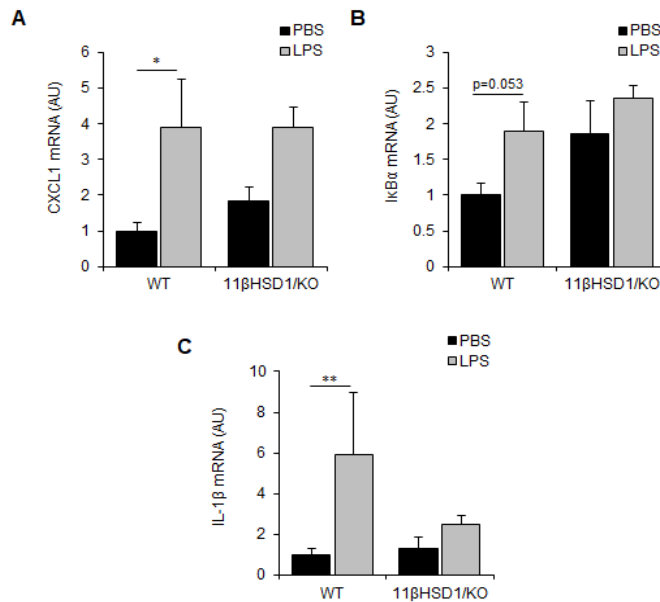 A
PBS
LPS
CXCL1 mRNA (AU)
6
5
4
3
2
1
0
*
WT
11βHSD1/KO
B
PBS
LPS
IκBα mRNA (AU)
3
2.5
2
1.5
1
0.5
0
p=0.053
WT
11βHSD1/KO
C
PBS
LPS
IL-1β mRNA (AU)
10
8
6
4
2
0
**
WT
11βHSD1/KO